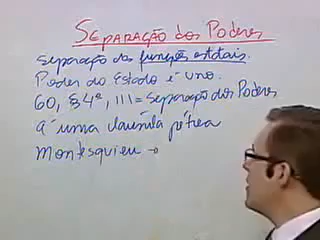 SEPARAÇÃO dos Poderes
separação das funções estatais.
Poder do Estado é uno.
60, §4º, III = separação dos Poderes
é uma cláusula pétrea
Montesquieu →